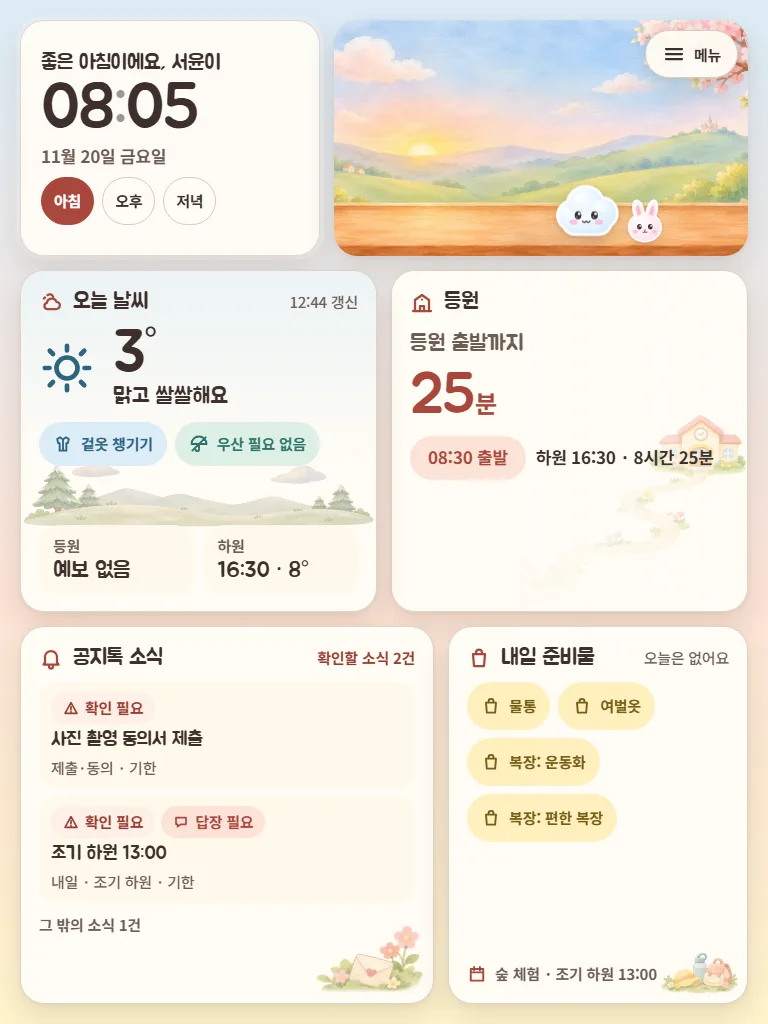 좋은 아침이에요, 서윤이
08:05
11월 20일 금요일
아침 오후 저녁
메뉴
오늘 날씨 12:44 갱신
3°
맑고 쌀쌀해요
겉옷 챙기기 우산 필요 없음
등원
예보 없음
하원
16:30 · 8°
등원
등원 출발까지
25분
08:30 출발 하원 16:30 · 8시간 25분
공지톡 소식 확인할 소식 2건
확인 필요
사진 촬영 동의서 제출
제출·동의 · 기한
확인 필요 답장 필요
조기 하원 13:00
내일 · 조기 하원 · 기한
그 밖의 소식 1건
내일 준비물 오늘은 없어요
물통 여벌옷
복장: 운동화
복장: 편한 복장
숲 체험 · 조기 하원 13:00